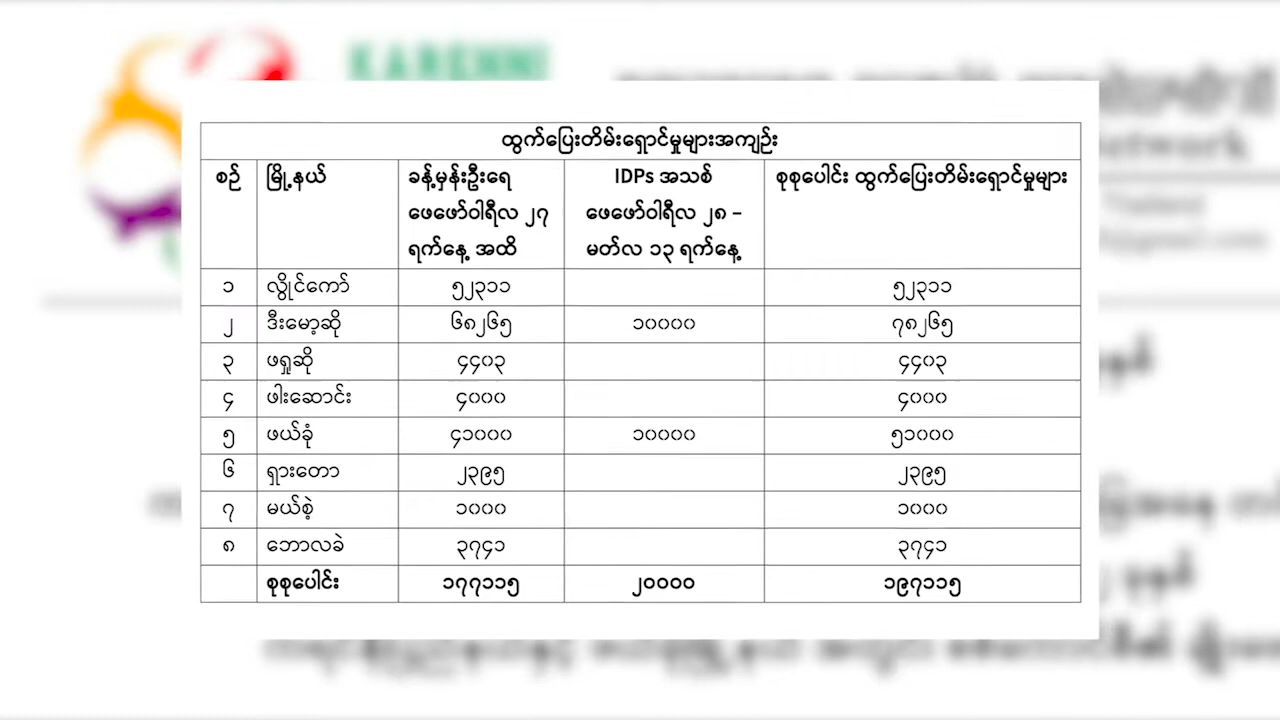 KARENNI
ထွက်ပြေးတိမ်းရှောင်မှုများအကျဉ်း
စဉ် မြို့နယ် ခန့်မှန်းဦးရေ ဖေဖော်ဝါရီလ ၂၇ ရက်နေ့ အထိ IDPs အသစ် ဖေဖော်ဝါရီလ ၂၈ – မတ်လ ၁၃ ရက်နေ့ စုစုပေါင်း ထွက်ပြေးတိမ်းရှောင်မှုများ
၁ လွိုင်ကော် ၅၂၃၁၁ ၅၂၃၁၁
၂ ဒီးမော့ဆို ၆၈၂၆၅ ၁၀၀၀၀ ၇၈၂၆၅
၃ ဖရူဆို ၄၄၀၃ ၄၄၀၃
၄ ဖါးဆောင်း ၄၀၀၀ ၄၀၀၀
၅ ဖယ်ခုံ ၄၁၀၀၀ ၁၀၀၀၀ ၅၁၀၀၀
၆ ရှားတော ၂၃၉၅ ၂၃၉၅
၇ မယ်စဲ့ ၁၀၀၀ ၁၀၀၀
၈ ဘောလခဲ ၃၇၄၁ ၃၇၄၁
စုစုပေါင်း ၁၇၇၁၁၅ ၂၀၀၀၀ ၁၉၇၁၁၅